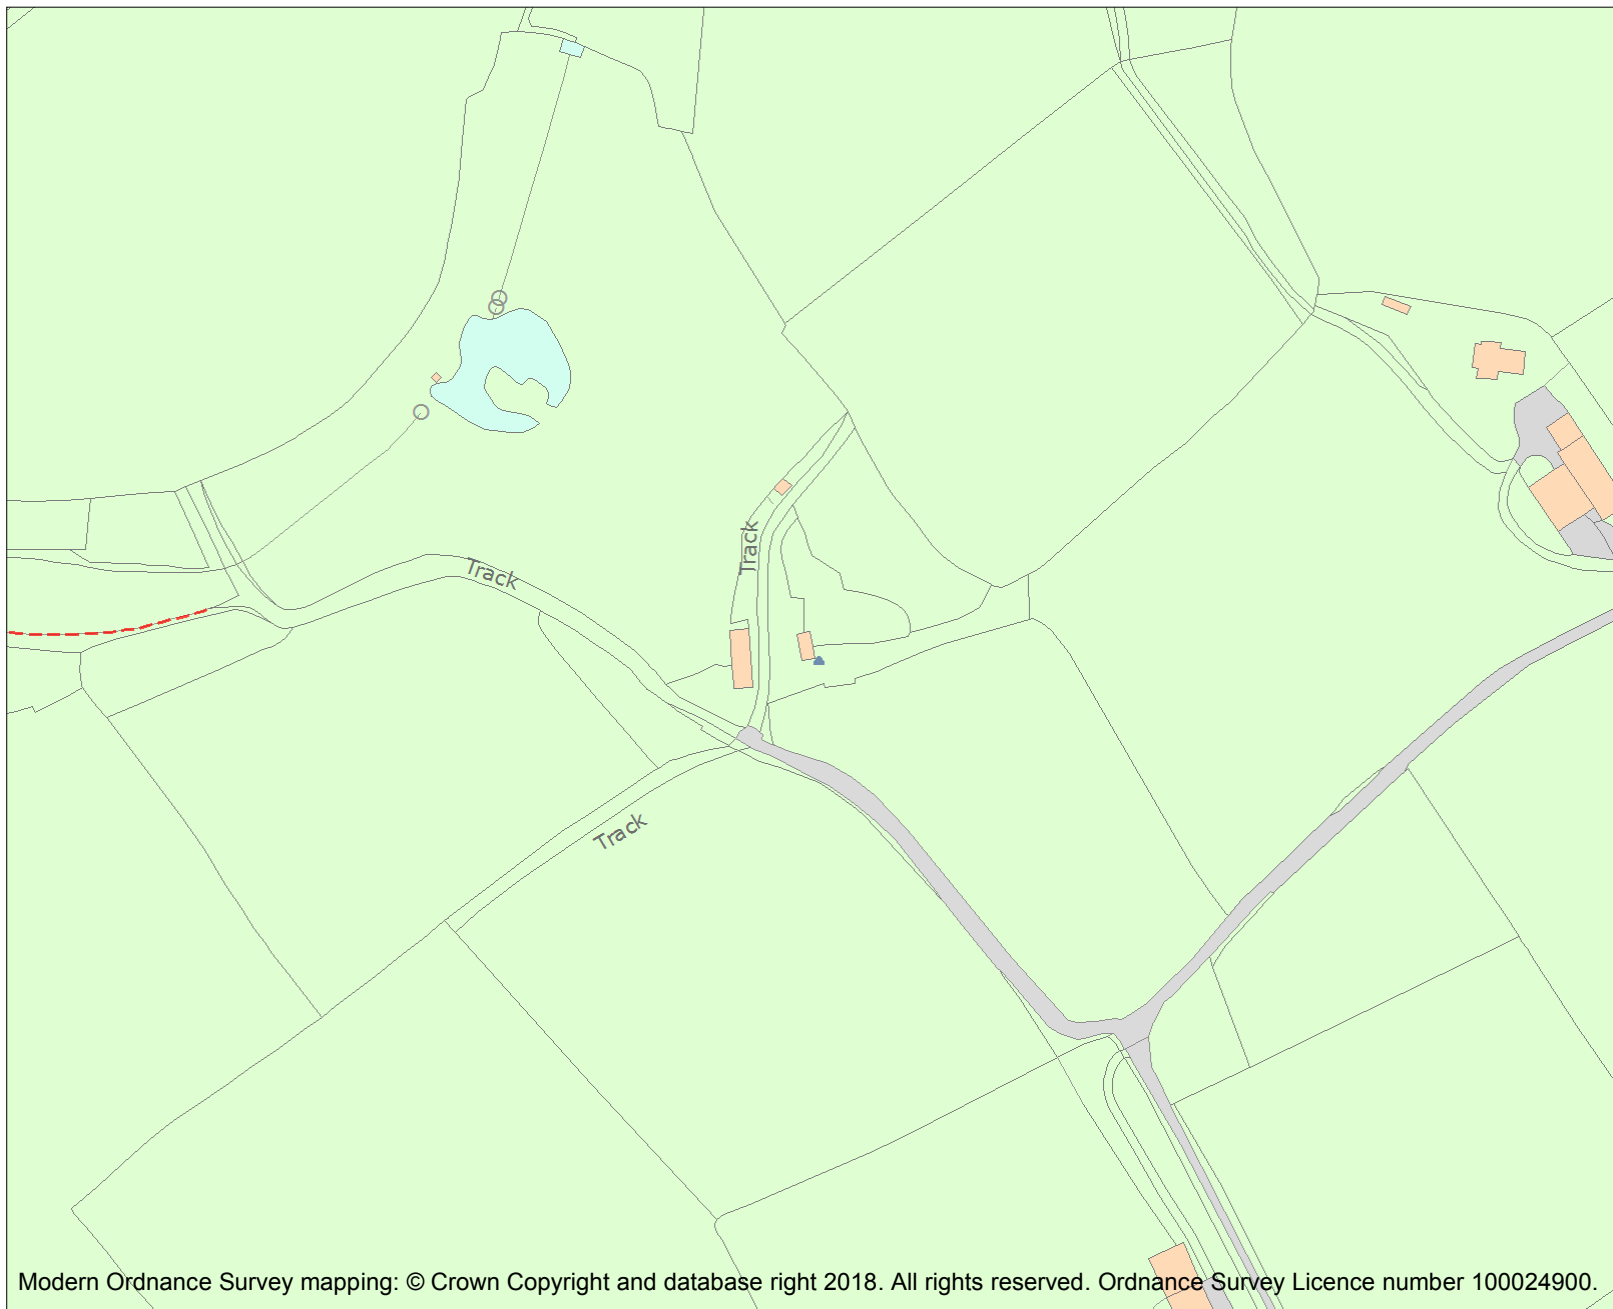 Track
Track
Track
Modern Ordnance Survey mapping: © Crown Copyright and database right 2018. All rights reserved. Ordnance Survey Licence number 100024900.